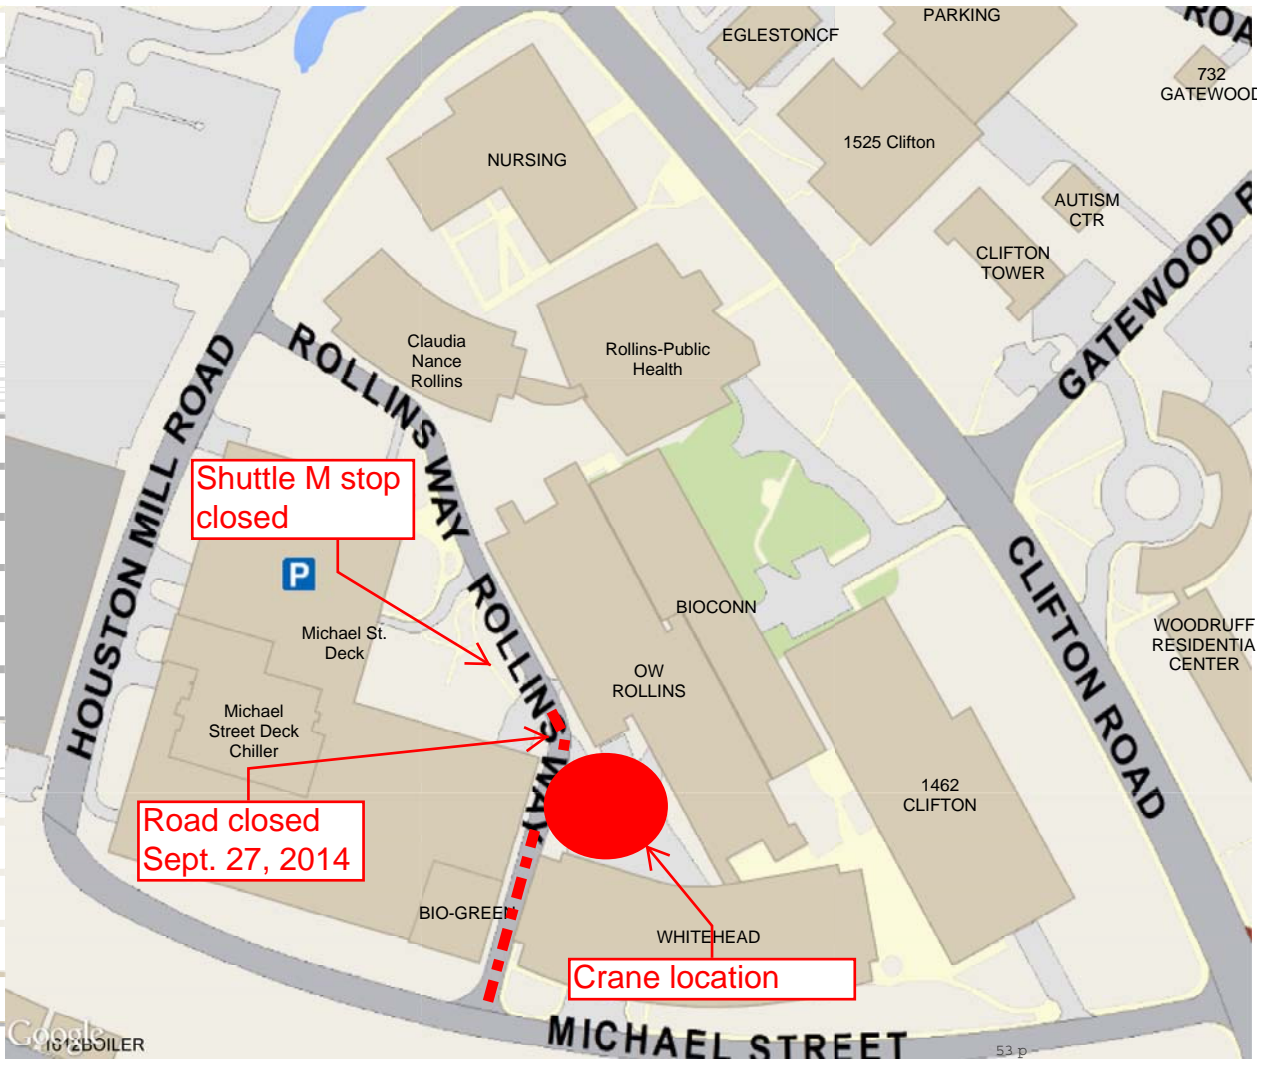 PARKING
EGLESTONCF
732
GATEWOOD
1525 Clifton
NURSING
AUTISM
CTR
CLIFTON
TOWER
GATEWOOD
ROLLINS WAY
Claudia
Nance
Rollins
Rollins-Public
Health
HOUSTON MILL ROAD
Shuttle M stop
closed
P
Michael St.
Deck
ROLLINS WAY
BIOCONN
OW
ROLLINS
CLIFTON ROAD
WOODRUFF
RESIDENTIA
CENTER
Michael
Street Deck
Chiller
1462
CLIFTON
Road closed
Sept. 27, 2014
BIO-GREEN
WHITEHEAD
Crane location
MICHAEL STREET
Google
BOILER
53 p